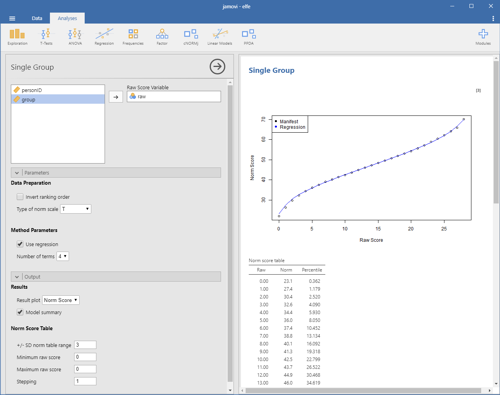 jamovi - elfe
Data
Analyses
Exploration
T-Tests
ANOVA
Regression
Frequencies
Factor
cNORMj
Linear Models
PPDA
Modules
Single Group
personID
group
Raw Score Variable
raw
Parameters
Data Preparation
Invert ranking order
Type of norm scale T
Method Parameters
Use regression
Number of terms 4
Output
Results
Result plot Norm Score
Model summary
Norm Score Table
+/- SD norm table range 3
Minimum raw score 0
Maximum raw score 0
Stepping 1
Single Group
[3]
Manifest
Regression
Norm Score
70
60
50
40
30
0 5 10 15 20 25
Raw Score
Norm score table
Raw Norm Percentile
0.00 23.1 0.362
1.00 27.4 1.179
2.00 30.4 2.520
3.00 32.6 4.090
4.00 34.4 5.930
5.00 36.0 8.050
6.00 37.4 10.452
7.00 38.8 13.134
8.00 40.1 16.092
9.00 41.3 19.318
10.00 42.5 22.799
11.00 43.7 26.522
12.00 44.9 30.468
13.00 46.0 34.619